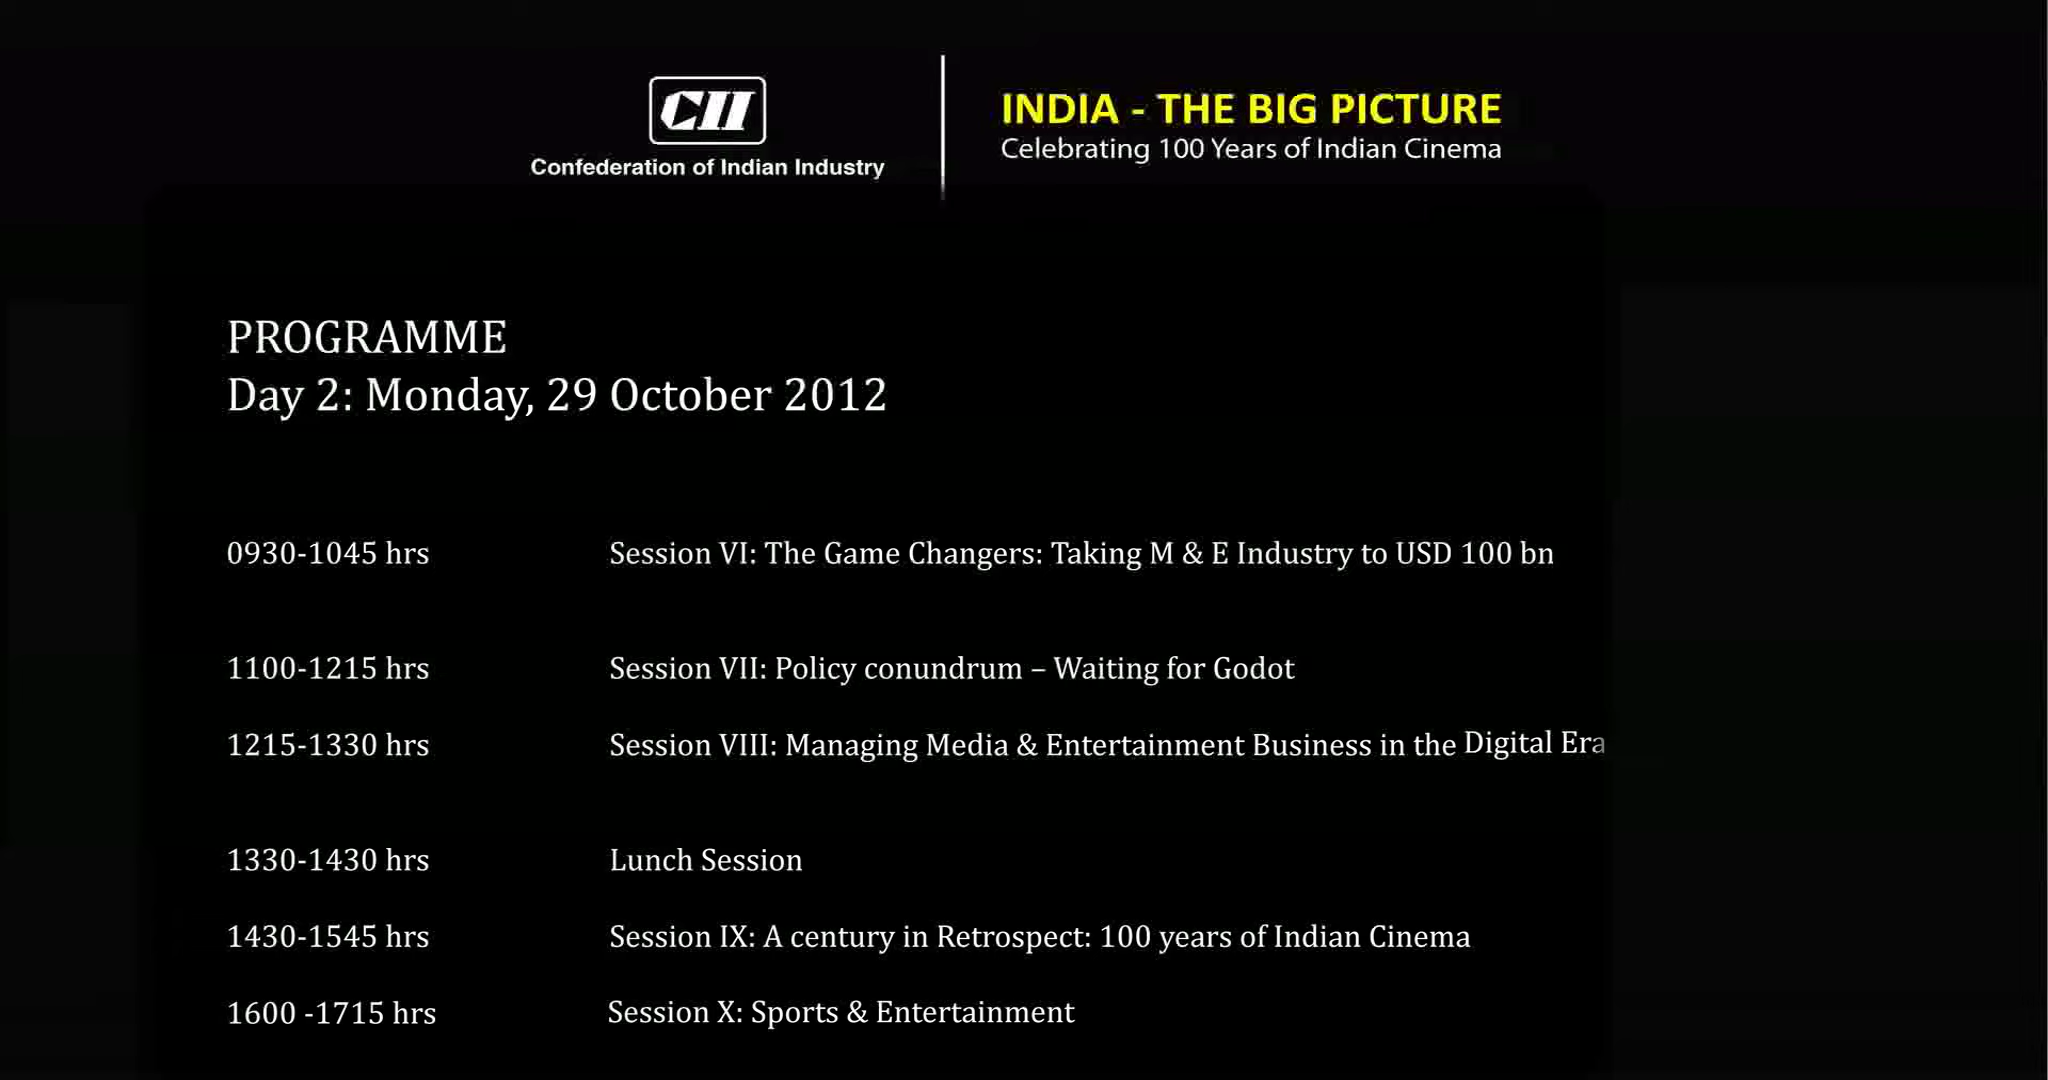 CII
Confederation of Indian Industry
INDIA - THE BIG PICTURE
Celebrating 100 Years of Indian Cinema
PROGRAMME
Day 2: Monday, 29 October 2012
0930-1045 hrs Session VI: The Game Changers: Taking M & E Industry to USD 100 bn
1100-1215 hrs Session VII: Policy conundrum – Waiting for Godot
1215-1330 hrs Session VIII: Managing Media & Entertainment Business in the Digital Era
1330-1430 hrs Lunch Session
1430-1545 hrs Session IX: A century in Retrospect: 100 years of Indian Cinema
1600 -1715 hrs Session X: Sports & Entertainment